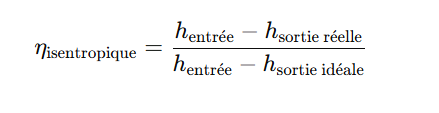 η_isentropique = (h_entrée − h_sortie réelle) / (h_entrée − h_sortie idéale)